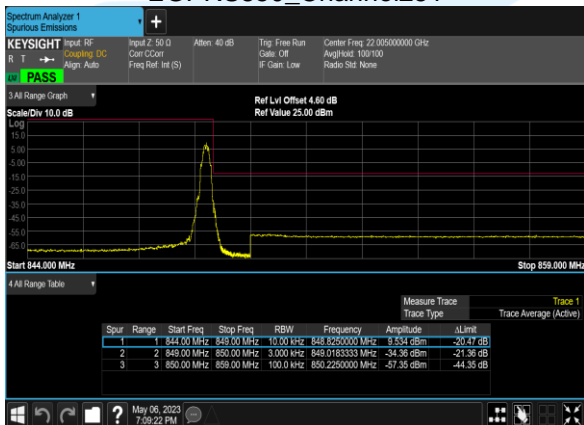 Spectrum Analyzer 1
Spurious Emissions
KEYSIGHT Input: RF Input Z: 50 Ω Atten: 40 dB Trig: Free Run Center Freq: 22.005000000 GHz
R T Coupling: DC Corr CCorr Gate: Off Avg|Hold: 100/100
Align: Auto Freq Ref: Int (S) IF Gain: Low Radio Std: None
PASS
3 All Range Graph
Ref Lvl Offset 4.60 dB
Scale/Div 10.0 dB Ref Value 25.00 dBm
Log
15.0
5.00
-5.00
-15.0
-25.0
-35.0
-45.0
-55.0
-65.0
Start 844.000 MHz Stop 859.000 MHz
4 All Range Table
Measure Trace Trace 1
Trace Type Trace Average (Active)
Spur Range Start Freq Stop Freq RBW Frequency Amplitude ΔLimit
1 1 844.00 MHz 849.00 MHz 10.00 kHz 848.8250000 MHz 9.534 dBm -20.47 dB
2 2 849.00 MHz 850.00 MHz 3.000 kHz 849.0183333 MHz -34.36 dBm -21.36 dB
3 3 850.00 MHz 859.00 MHz 100.0 kHz 850.2250000 MHz -57.35 dBm -44.35 dB
? May 06, 2023
7:09:22 PM